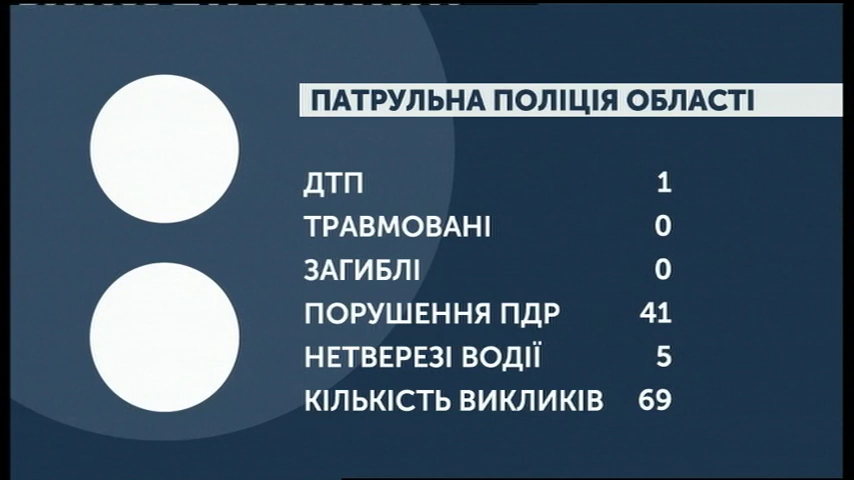 ПАТРУЛЬНА ПОЛІЦІЯ ОБЛАСТІ
ДТП 1
ТРАВМОВАНІ 0
ЗАГИБЛІ 0
ПОРУШЕННЯ ПДР 41
НЕТВЕРЕЗІ ВОДІЇ 5
КІЛЬКІСТЬ ВИКЛИКІВ 69